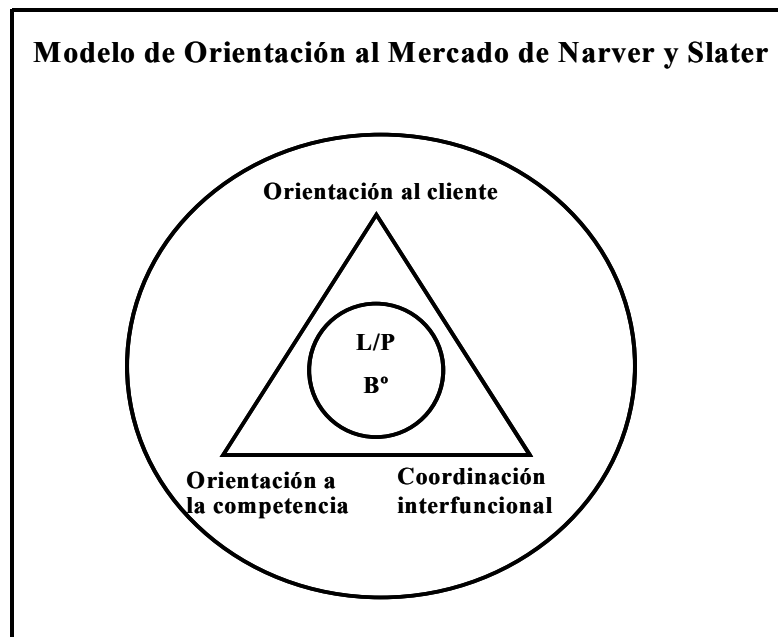 Modelo de Orientación al Mercado de Narver y Slater
Orientación al cliente
L/P
Bº
Orientación a
la competencia
Coordinación
interfuncional